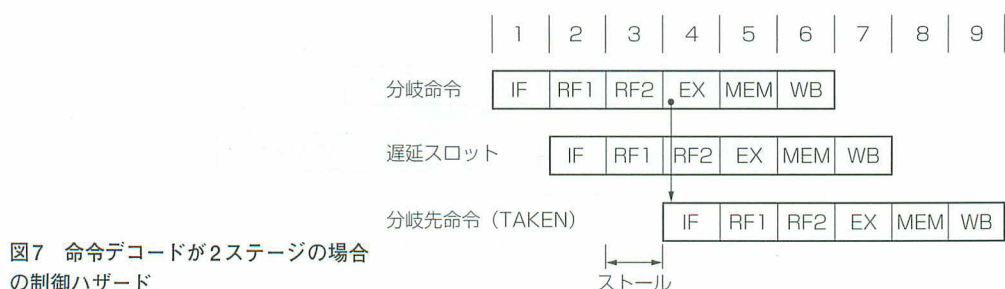 1 2 3 4 5 6 7 8 9
分岐命令 IF RF1 RF2 EX MEM WB
遅延スロット IF RF1 RF2 EX MEM WB
分岐先命令（TAKEN） IF RF1 RF2 EX MEM WB
ストール
図7 命令デコードが2ステージの場合
の制御ハザード